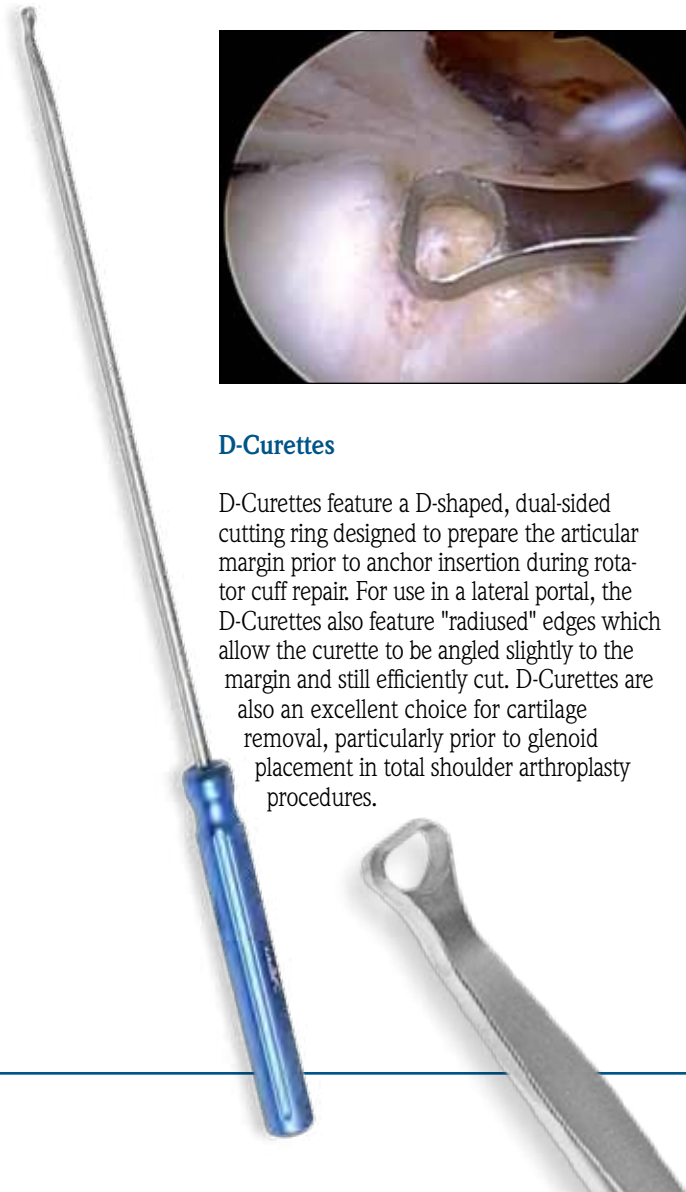 D-Curettes
D-Curettes feature a D-shaped, dual-sided
cutting ring designed to prepare the articular
margin prior to anchor insertion during rota-
tor cuff repair. For use in a lateral portal, the
D-Curettes also feature "radiused" edges which
allow the curette to be angled slightly to the
margin and still efficiently cut. D-Curettes are
also an excellent choice for cartilage
removal, particularly prior to glenoid
placement in total shoulder arthroplasty
procedures.